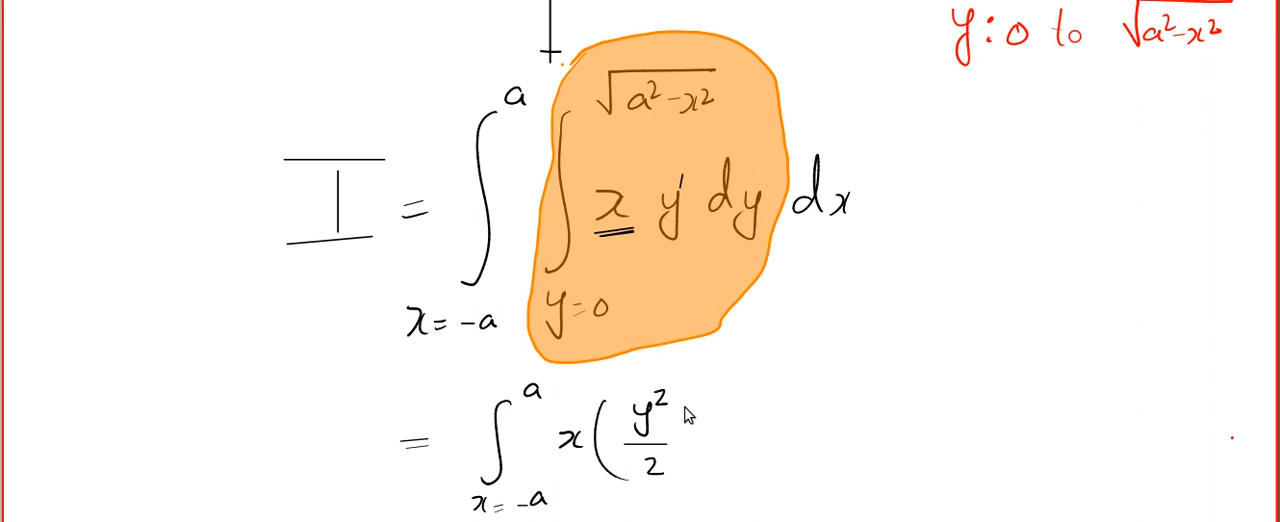 y : 0 to √(a²-x²)
I = ∫_{x=-a}^{a} ∫_{y=0}^{√(a²-x²)} x y' dy dx
= ∫_{x=-a}^{a} x ( y²/2